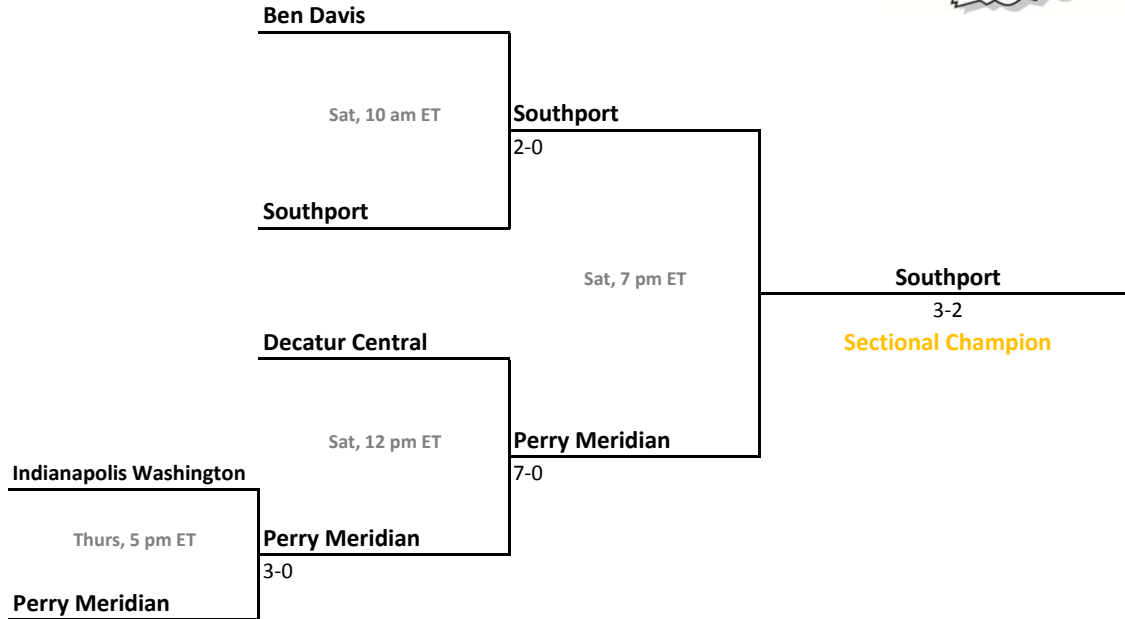 Ben Davis
Sat, 10 am ET
Southport
2-0
Southport
Sat, 7 pm ET
Southport
3-2
Sectional Champion
Decatur Central
Sat, 12 pm ET
Perry Meridian
7-0
Indianapolis Washington
Thurs, 5 pm ET
Perry Meridian
3-0
Perry Meridian